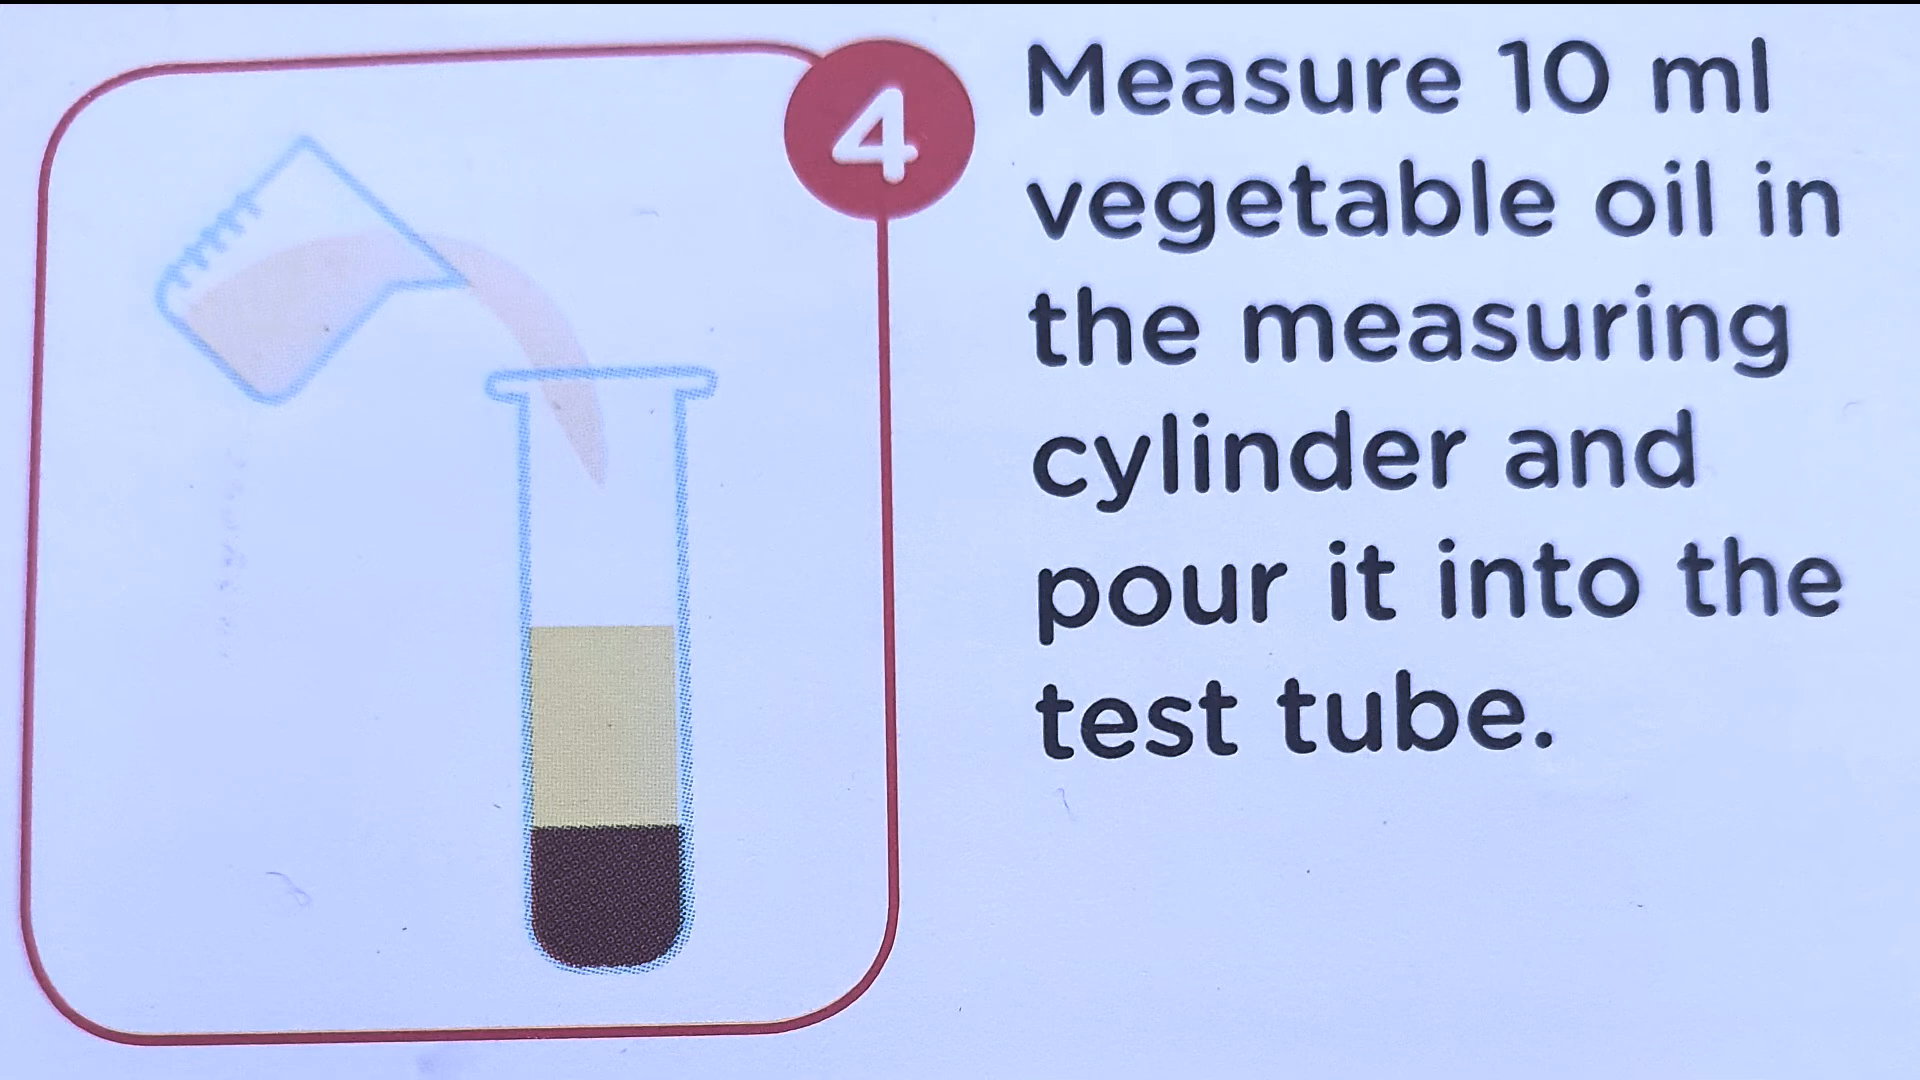 4
Measure 10 ml
vegetable oil in
the measuring
cylinder and
pour it into the
test tube.